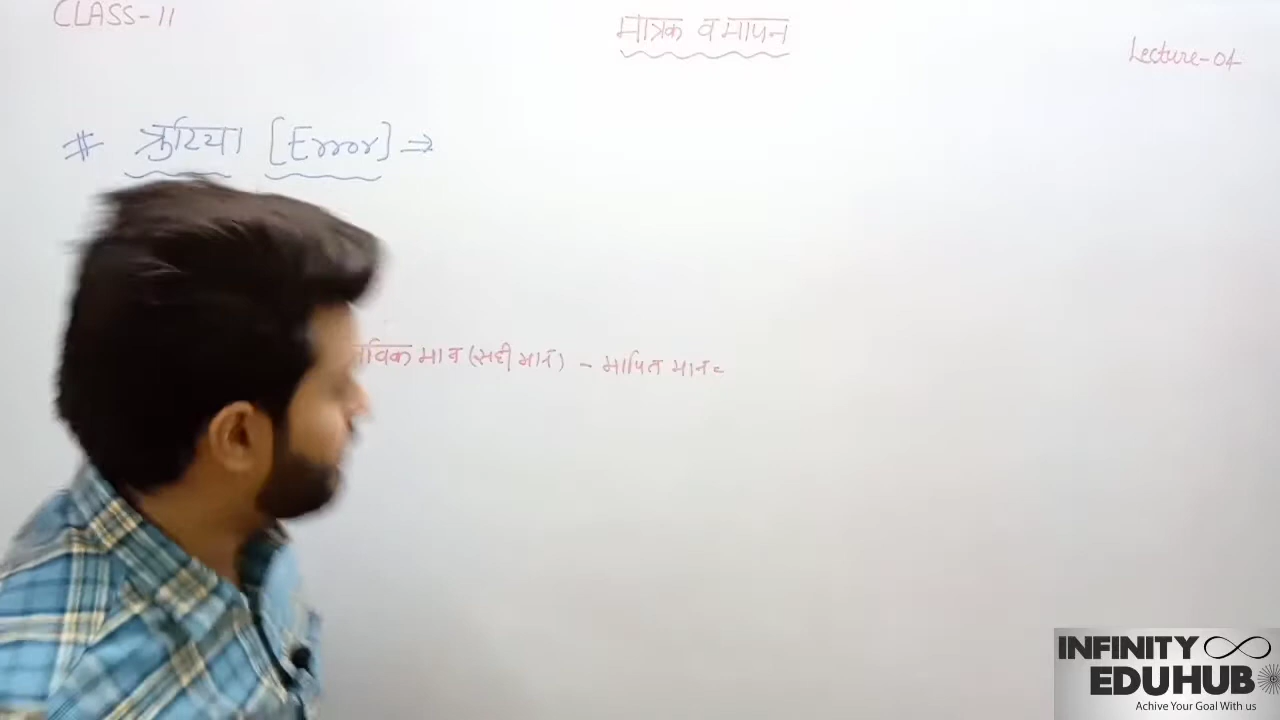 CLASS-11
मात्रक व मापन
Lecture-04
# त्रुटिया [Error] ⇒
विक मान (सही मान) - मापित मान =
INFINITY ∞
EDUHUB
Achive Your Goal With us